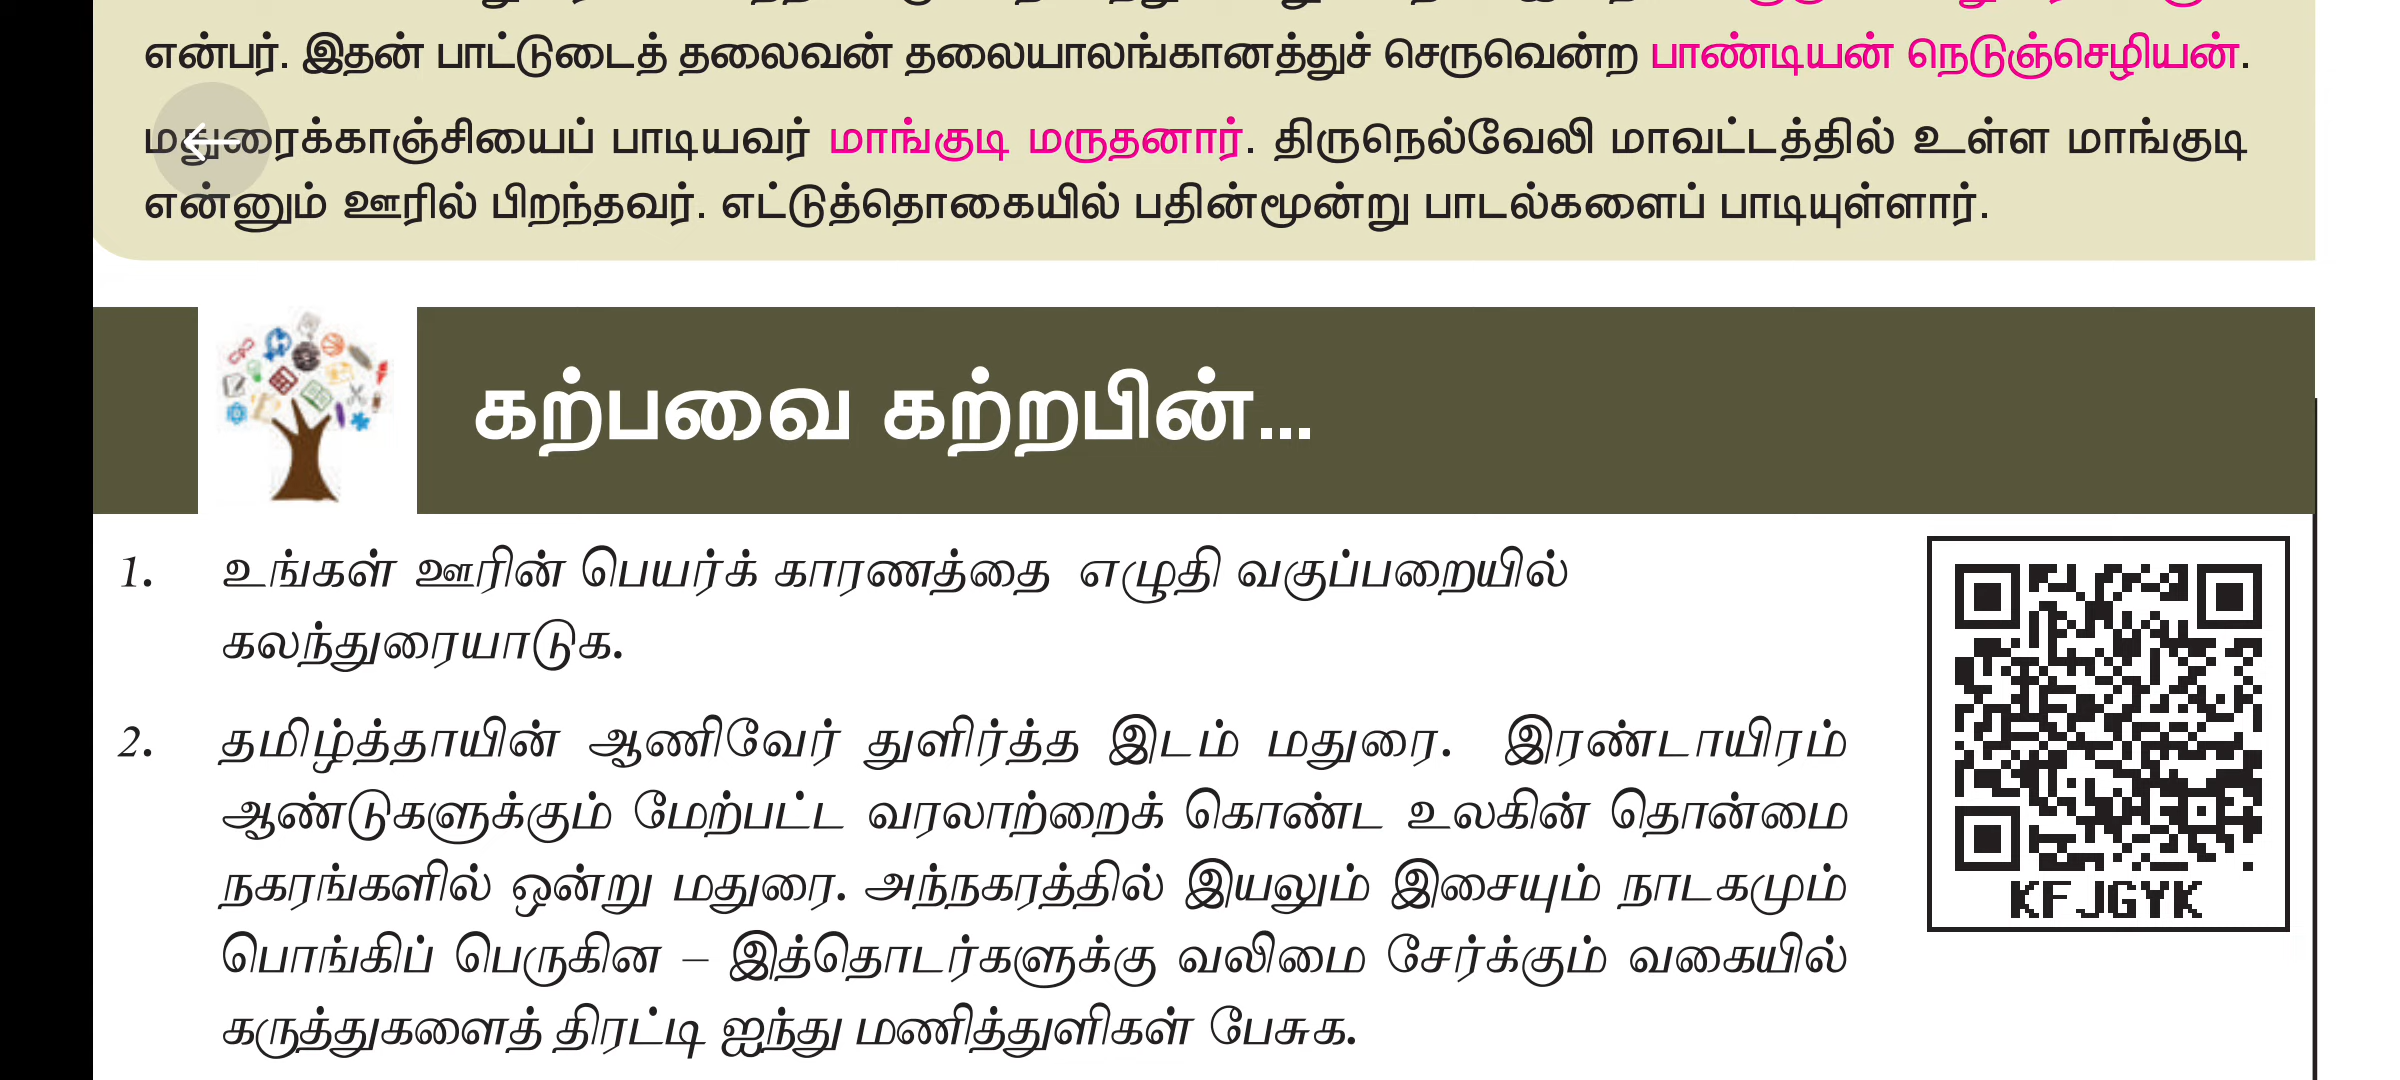 என்பர். இதன் பாட்டுடைத் தலைவன் தலையாலங்கானத்துச் செருவென்ற பாண்டியன் நெடுஞ்செழியன்.
மதுரைக்காஞ்சியைப் பாடியவர் மாங்குடி மருதனார். திருநெல்வேலி மாவட்டத்தில் உள்ள மாங்குடி
என்னும் ஊரில் பிறந்தவர். எட்டுத்தொகையில் பதின்மூன்று பாடல்களைப் பாடியுள்ளார்.
கற்பவை கற்றபின்...
1. உங்கள் ஊரின் பெயர்க் காரணத்தை எழுதி வகுப்பறையில்
கலந்துரையாடுக.
2. தமிழ்த்தாயின் ஆணிவேர் துளிர்த்த இடம் மதுரை. இரண்டாயிரம்
ஆண்டுகளுக்கும் மேற்பட்ட வரலாற்றைக் கொண்ட உலகின் தொன்மை
நகரங்களில் ஒன்று மதுரை. அந்நகரத்தில் இயலும் இசையும் நாடகமும்
பொங்கிப் பெருகின – இத்தொடர்களுக்கு வலிமை சேர்க்கும் வகையில்
கருத்துகளைத் திரட்டி ஐந்து மணித்துளிகள் பேசுக.
KFJGYK